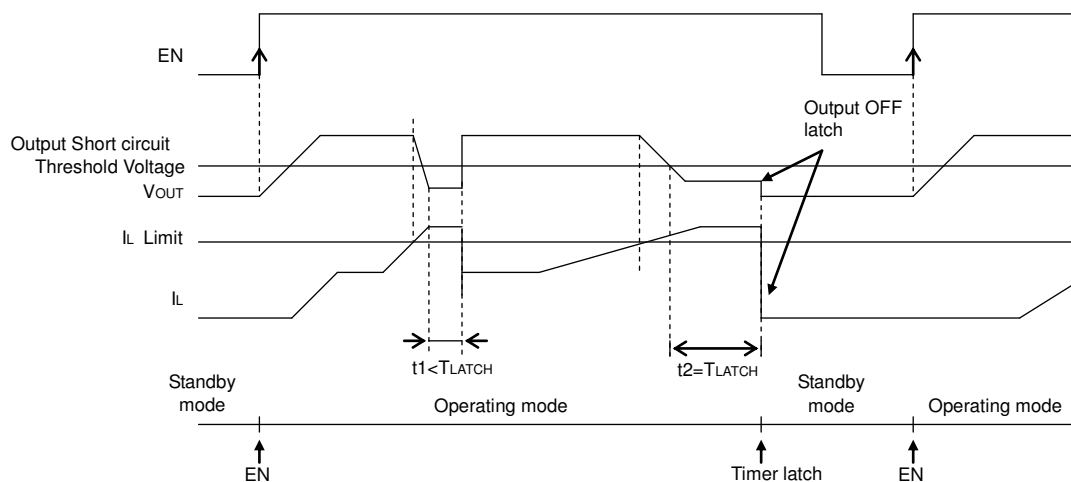 EN
Output OFF
latch
Output Short circuit
Threshold Voltage
VOUT
IL Limit
IL
t1<TLATCH
t2=TLATCH
Standby
mode
Operating mode
Standby
mode
Operating mode
EN
Timer latch
EN